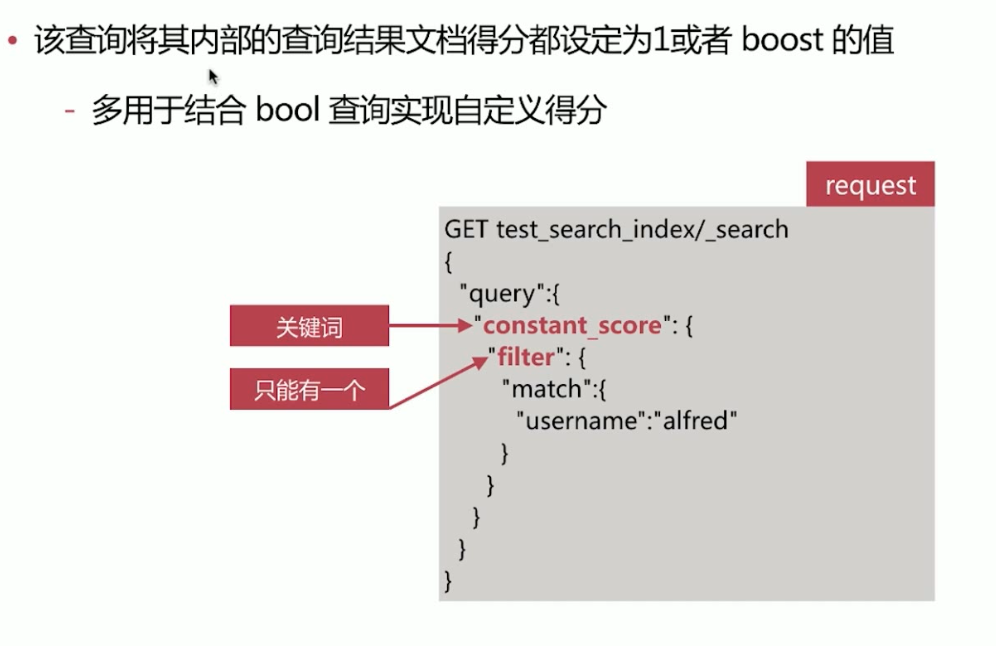 • 该查询将其内部的查询结果文档得分都设定为1或者 boost 的值
- 多用于结合 bool 查询实现自定义得分
request
GET test_search_index/_search
{
"query":{
关键词
"constant_score": {
只能有一个
"filter": {
"match":{
"username":"alfred"
}
}
}
}
}